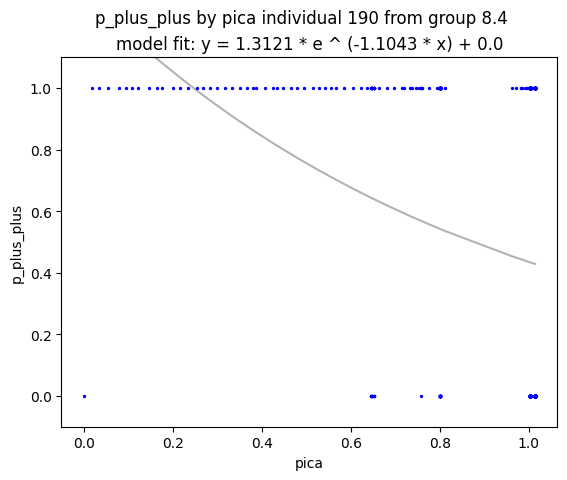 p_plus_plus by pica individual 190 from group 8.4
model fit: y = 1.3121 * e ^ (-1.1043 * x) + 0.0
1.0
0.8
0.6
0.4
0.2
0.0
p_plus_plus
0.0 0.2 0.4 0.6 0.8 1.0
pica